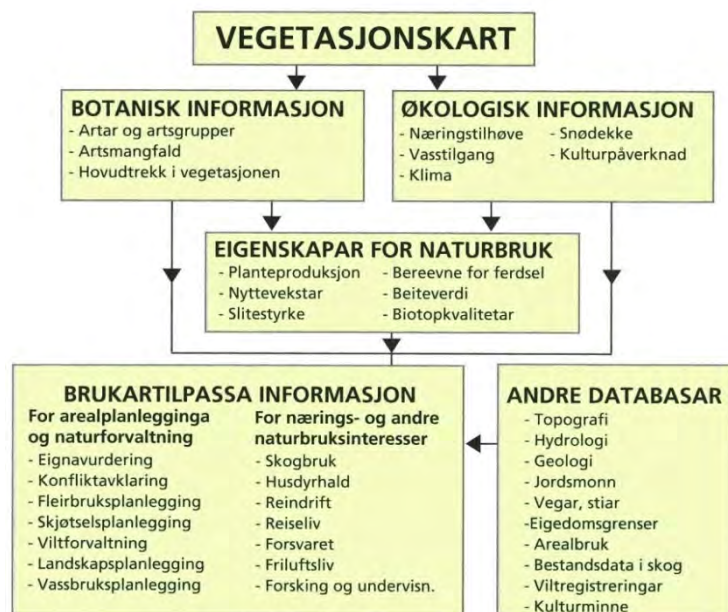 VEGETASJONSKART
BOTANISK INFORMASJON
- Artar og artsgrupper
- Artsmangfald
- Hovudtrekk i vegetasjonen
ØKOLOGISK INFORMASJON
- Næringstilhøve
- Vasstilgang
- Klima
- Snødekke
- Kulturpåverknad
EIGENSKAPAR FOR NATURBRUK
- Planteproduksjon
- Nyttevekstar
- Slitestyrke
- Bereevne for ferdsel
- Beiteverdi
- Biotopkvalitetar
BRUKARTILPASSA INFORMASJON
For arealplanlegginga
og naturforvaltning
- Eignavurdering
- Konfliktavklaring
- Fleirbruksplanlegging
- Skjøtselsplanlegging
- Viltforvaltning
- Landskapsplanlegging
- Vassbruksplanlegging
For nærings- og andre
naturbruksinteresser
- Skogbruk
- Husdyrhald
- Reindrift
- Reiseliv
- Forsvaret
- Friluftsliv
- Forsking og undervisn.
ANDRE DATABASAR
- Topografi
- Hydrologi
- Geologi
- Jordsmonn
- Vegar, stiar
-Eigedomsgrenser
- Arealbruk
- Bestandsdata i skog
- Viltregistreringar
- Kulturminne